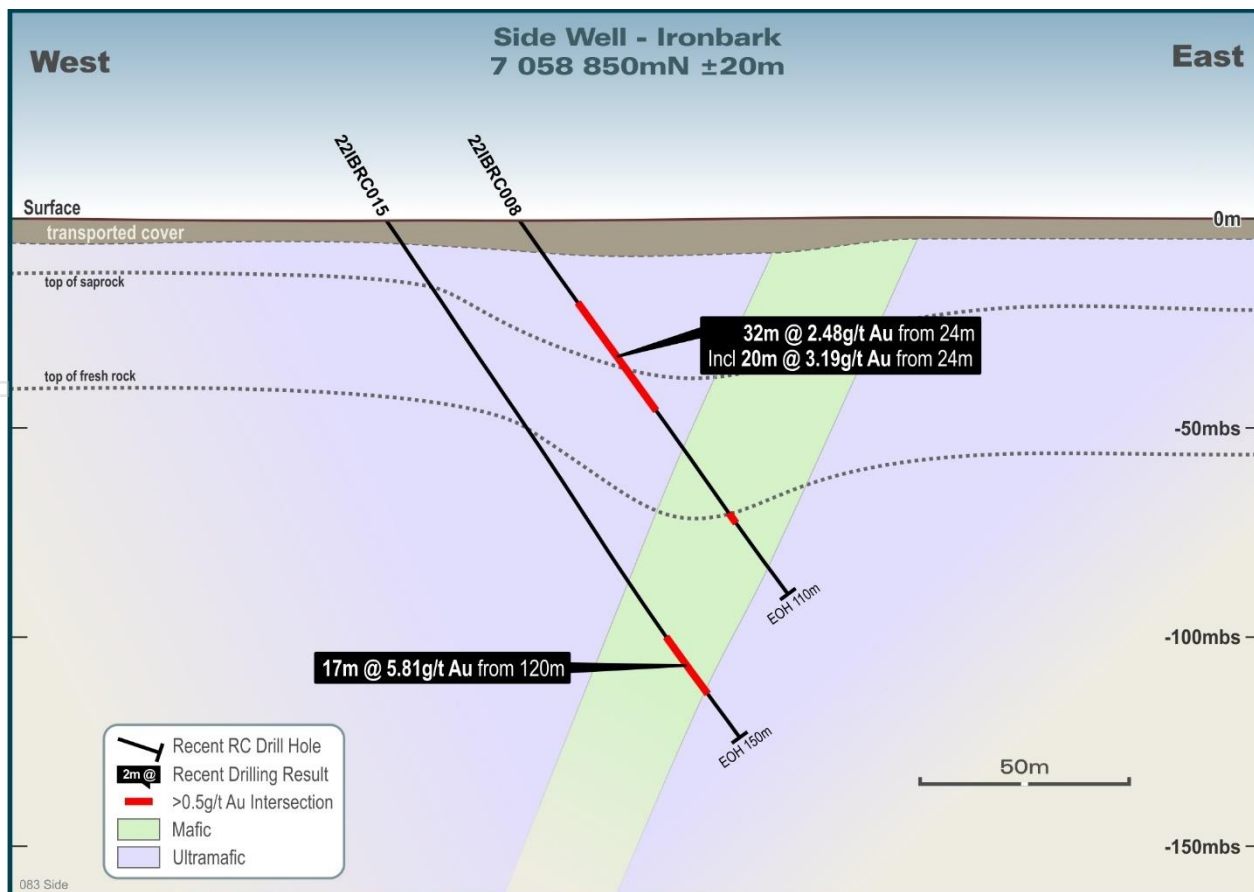 Side Well - Ironbark
7 058 850mN ±20m
West
East
22IBRC015
22IBRC008
Surface
0m
transported cover
top of saprock
32m @ 2.48g/t Au from 24m
Incl 20m @ 3.19g/t Au from 24m
top of fresh rock
-50mbs
EOH 110m
-100mbs
17m @ 5.81g/t Au from 120m
EOH 150m
50m
Recent RC Drill Hole
2m @
Recent Drilling Result
>0.5g/t Au Intersection
Mafic
Ultramafic
-150mbs
083 Side